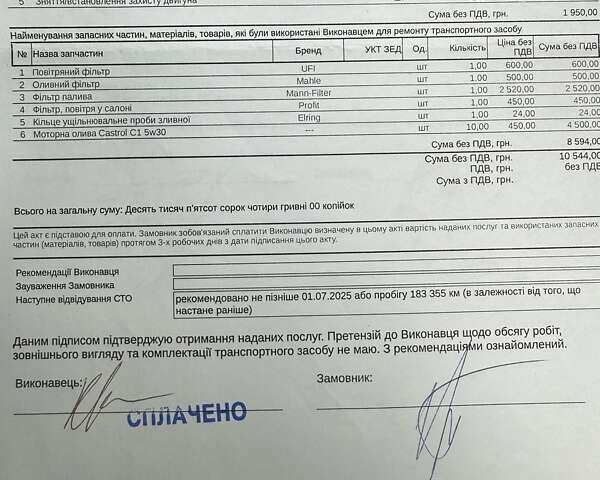 5 Зняття/встановлення захисту двигуна
Сума без ПДВ, грн. 1 950,00
Найменування запасних частин, матеріалів, товарів, які були використані Виконавцем для ремонту транспортного засобу
№ Назва запчастин Бренд УКТ ЗЕД Од. Кількість Ціна без ПДВ Сума без ПДВ
1 Повітряний фільтр UFI шт 1,00 600,00 600,00
2 Оливний фільтр Mahle шт 1,00 500,00 500,00
3 Фільтр палива Mann-Filter шт 1,00 2 520,00 2 520,00
4 Фільтр, повітря у салоні Profit шт 1,00 450,00 450,00
5 Кільце ущільнювальне проби зливної Elring шт 1,00 24,00 24,00
6 Моторна олива Castrol C1 5w30 --- шт 10,00 450,00 4 500,00
Сума без ПДВ, грн. 8 594,00
Сума без ПДВ, грн. 10 544,00
ПДВ, грн. без ПДВ
Сума з ПДВ, грн.
Всього на загальну суму: Десять тисяч п'ятсот сорок чотири гривні 00 копійок
Цей акт є підставою для оплати. Замовник зобов'язаний сплатити Виконавцю визначену в цьому акті вартість наданих послуг та використаних запасних
частин (матеріалів, товарів) протягом 3-х робочих днів з дати підписання цього акту.
Рекомендації Виконавця
Зауваження Замовника
Наступне відвідування СТО рекомендовано не пізніше 01.07.2025 або пробігу 183 355 км (в залежності від того, що
настане раніше)
Даним підписом підтверджую отримання наданих послуг. Претензій до Виконавця щодо обсягу робіт,
зовнішнього вигляду та комплектації транспортного засобу не маю. З рекомендаціями ознайомлений.
Виконавець: Замовник:
СПЛАЧЕНО